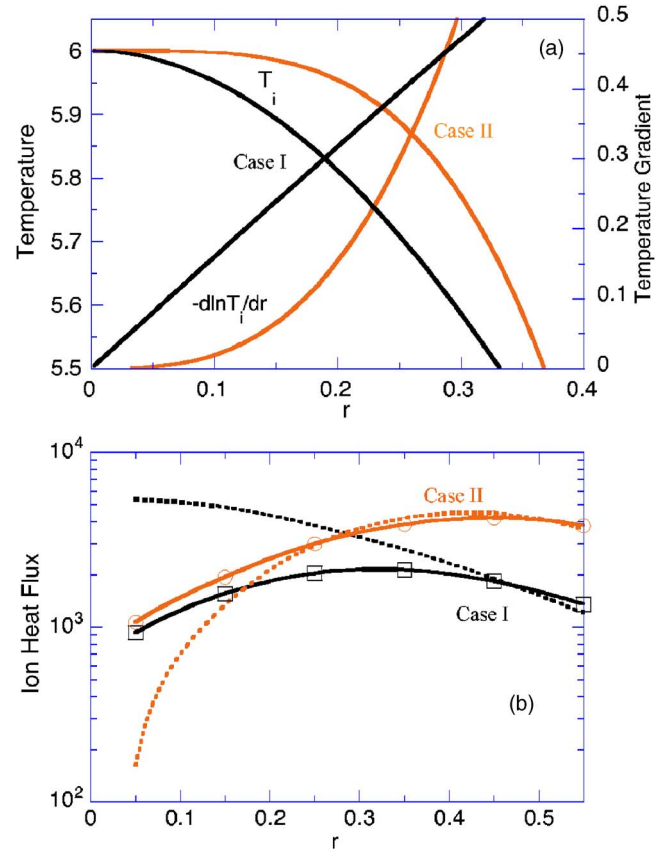 (a)
0.5
6
T_i
0.4
5.9
Case II
Temperature
5.8
Case I
0.3
Temperature Gradient
5.7
0.2
5.6
-dlnT_i/dr
0.1
5.5
0
0 0.1 0.2 0.3 0.4
r
10^4
Case II
Ion Heat Flux
10^3
Case I
(b)
10^2
0 0.1 0.2 0.3 0.4 0.5
r